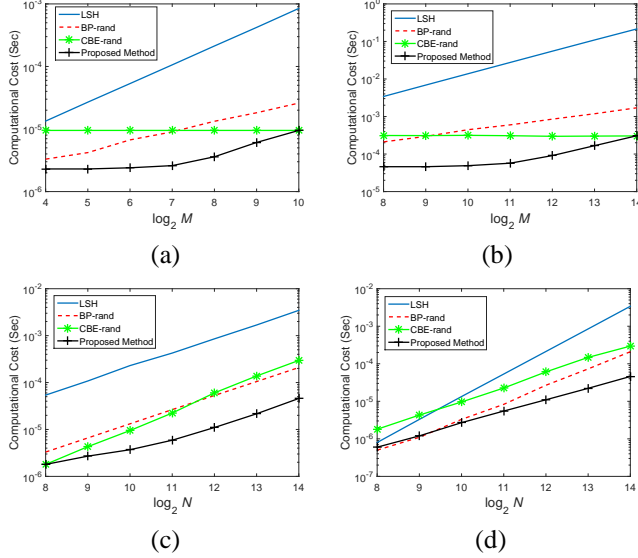 10^-3
10^-4
10^-5
10^-6
Computational Cost (Sec)
LSH
BP-rand
CBE-rand
Proposed Method
4 5 6 7 8 9 10
log2 M
(a)
10^0
10^-1
10^-2
10^-3
10^-4
10^-5
Computational Cost (Sec)
LSH
BP-rand
CBE-rand
Proposed Method
8 9 10 11 12 13 14
log2 M
(b)
10^-2
10^-3
10^-4
10^-5
10^-6
Computational Cost (Sec)
LSH
BP-rand
CBE-rand
Proposed Method
8 9 10 11 12 13 14
log2 N
(c)
10^-2
10^-3
10^-4
10^-5
10^-6
10^-7
Computational Cost (Sec)
LSH
BP-rand
CBE-rand
Proposed Method
8 9 10 11 12 13 14
log2 N
(d)